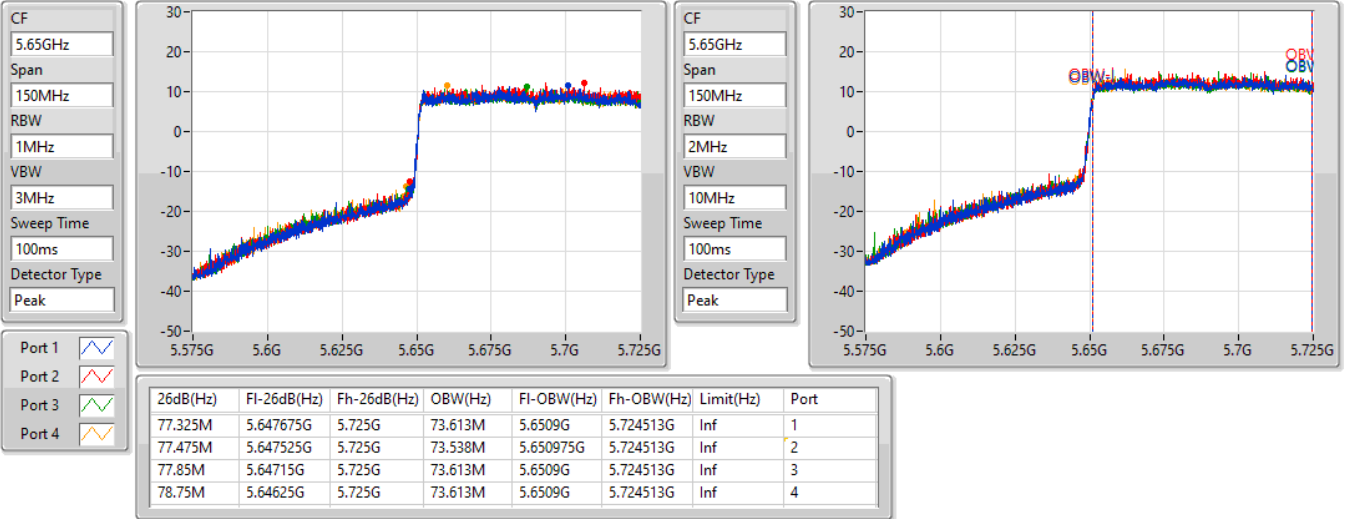 CF
5.65GHz
Span
150MHz
RBW
1MHz
VBW
3MHz
Sweep Time
100ms
Detector Type
Peak
30
20
10
0
-10
-20
-30
-40
-50
5.575G 5.6G 5.625G 5.65G 5.675G 5.7G 5.725G
CF
5.65GHz
Span
150MHz
RBW
2MHz
VBW
10MHz
Sweep Time
100ms
Detector Type
Peak
30
20
10
0
-10
-20
-30
-40
-50
OBW-
OBV
OBV
5.575G 5.6G 5.625G 5.65G 5.675G 5.7G 5.725G
Port 1
Port 2
Port 3
Port 4
26dB(Hz) Fl-26dB(Hz) Fh-26dB(Hz) OBW(Hz) Fl-OBW(Hz) Fh-OBW(Hz) Limit(Hz) Port
77.325M 5.647675G 5.725G 73.613M 5.6509G 5.724513G Inf 1
77.475M 5.647525G 5.725G 73.538M 5.650975G 5.724513G Inf 2
77.85M 5.64715G 5.725G 73.613M 5.6509G 5.724513G Inf 3
78.75M 5.64625G 5.725G 73.613M 5.6509G 5.724513G Inf 4